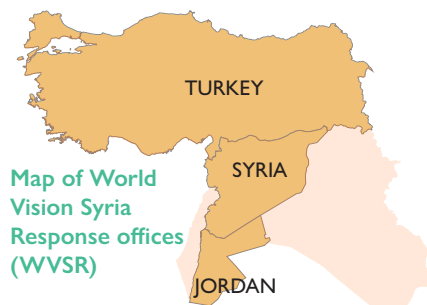 TURKEY
SYRIA
Map of World
Vision Syria
Response offices
(WVSR)
JORDAN